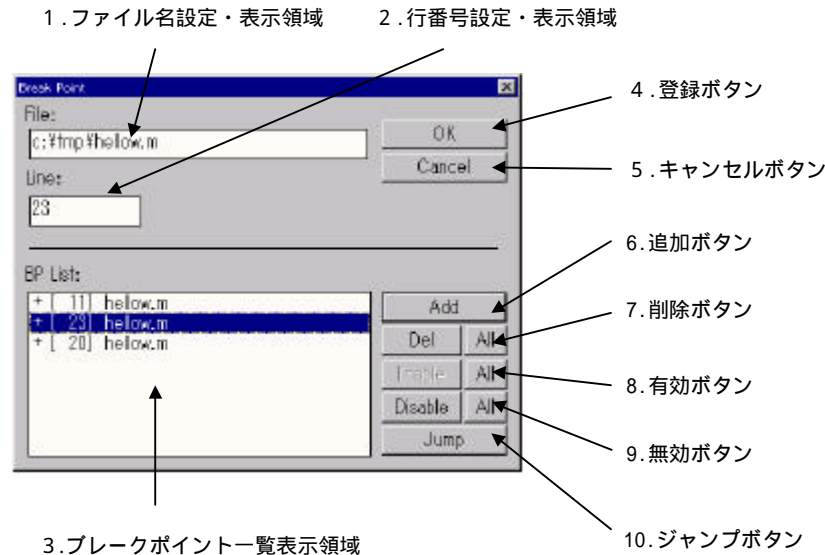 1.ファイル名設定・表示領域
2.行番号設定・表示領域
Break Point
File:
c:¥tmp¥hellow.m
Line:
23
OK
Cancel
4.登録ボタン
5.キャンセルボタン
BP List:
+[ 11] hellow.m
+[ 23] hellow.m
+[ 20] hellow.m
Add
Del All
Enable All
Disable All
Jump
6.追加ボタン
7.削除ボタン
8.有効ボタン
9.無効ボタン
10.ジャンプボタン
3.ブレークポイント一覧表示領域